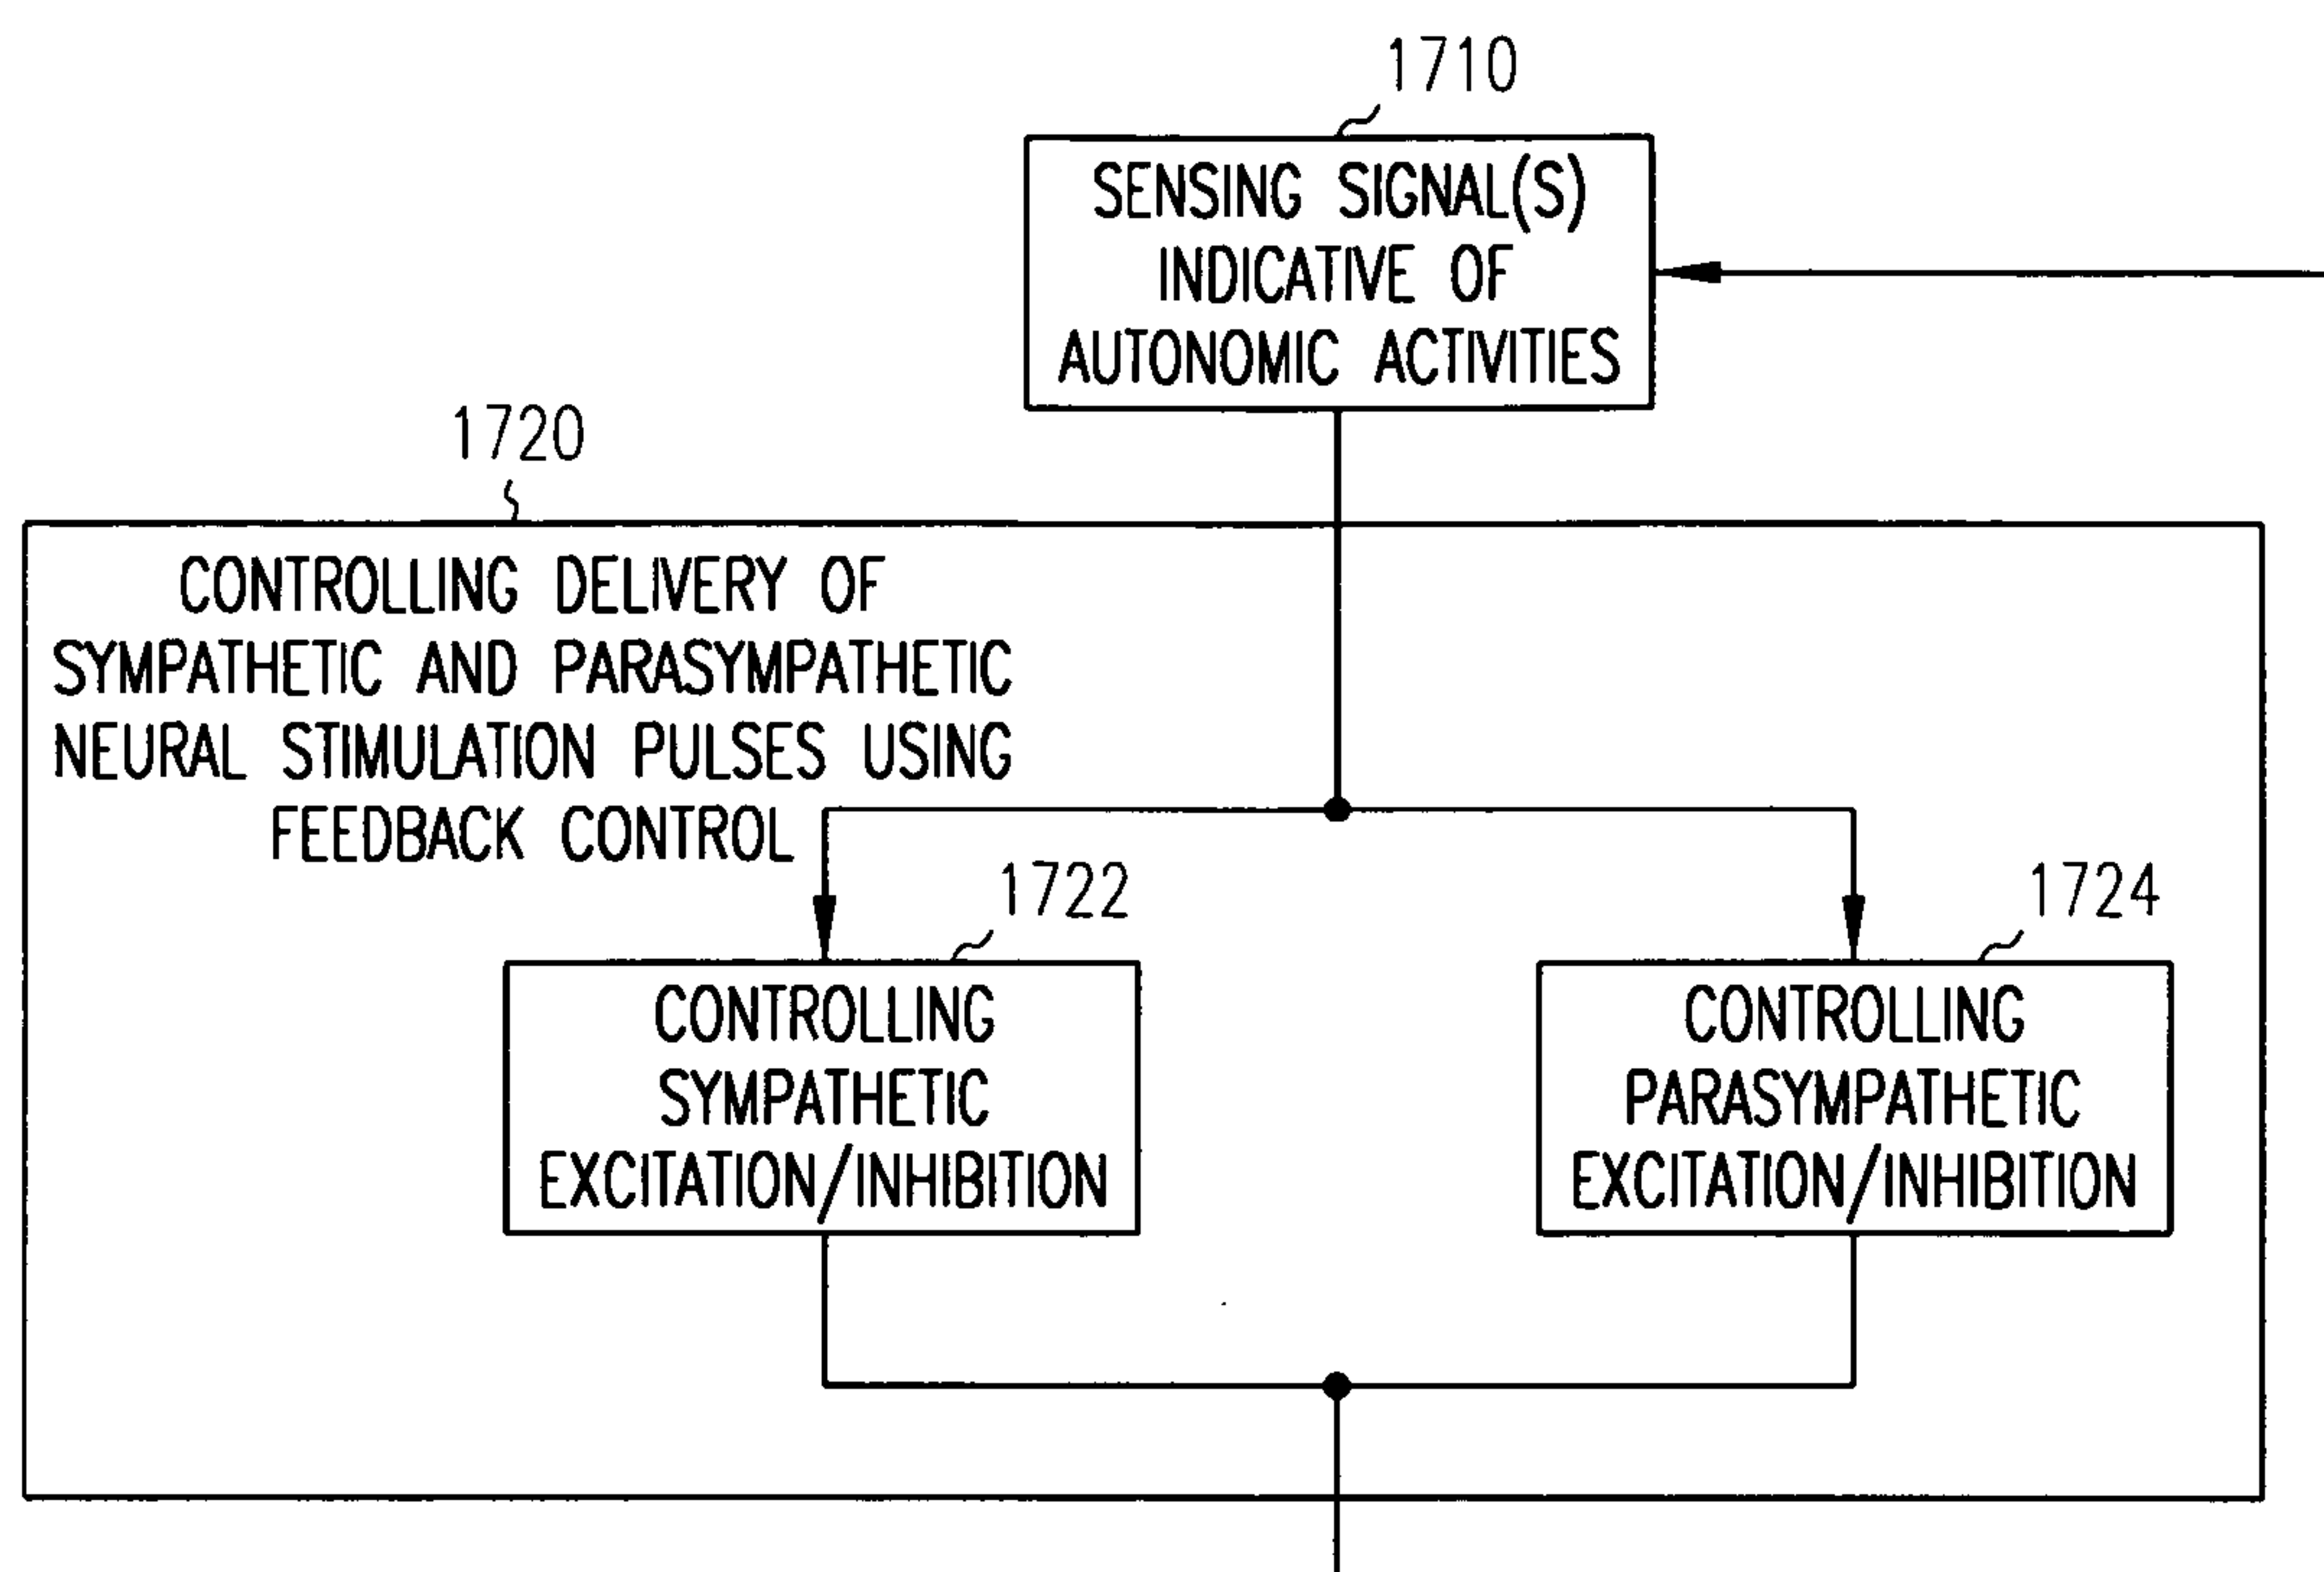 1710
SENSING SIGNAL(S)
INDICATIVE OF
AUTONOMIC ACTIVITIES
1720
CONTROLLING DELIVERY OF
SYMPATHETIC AND PARASYMPATHETIC
NEURAL STIMULATION PULSES USING
FEEDBACK CONTROL
1722
CONTROLLING
SYMPATHETIC
EXCITATION/INHIBITION
1724
CONTROLLING
PARASYMPATHETIC
EXCITATION/INHIBITION